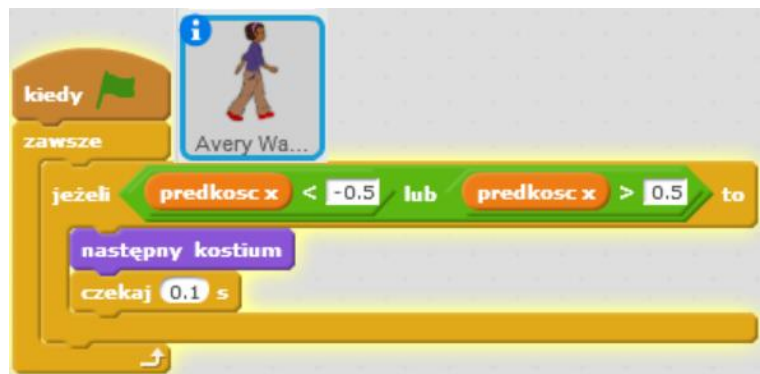 kiedy
zawsze
Avery Wa...
jeżeli predkosc x < -0.5 lub predkosc x > 0.5 to
następny kostium
czekaj 0.1 s